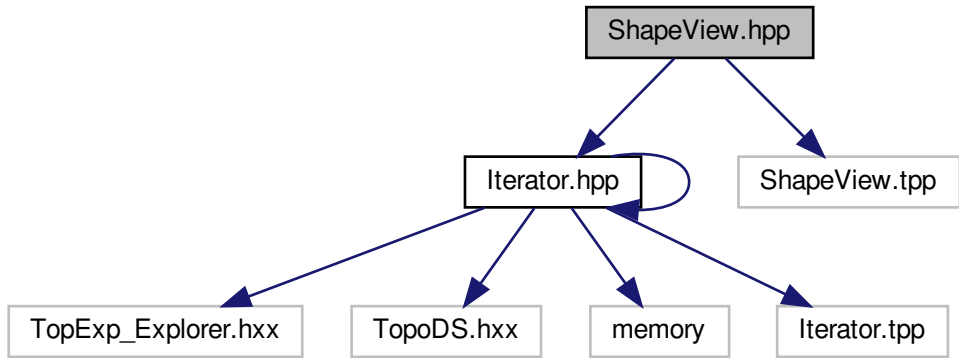 ShapeView.hpp
Iterator.hpp
ShapeView.tpp
TopExp_Explorer.hxx
TopoDS.hxx
memory
Iterator.tpp